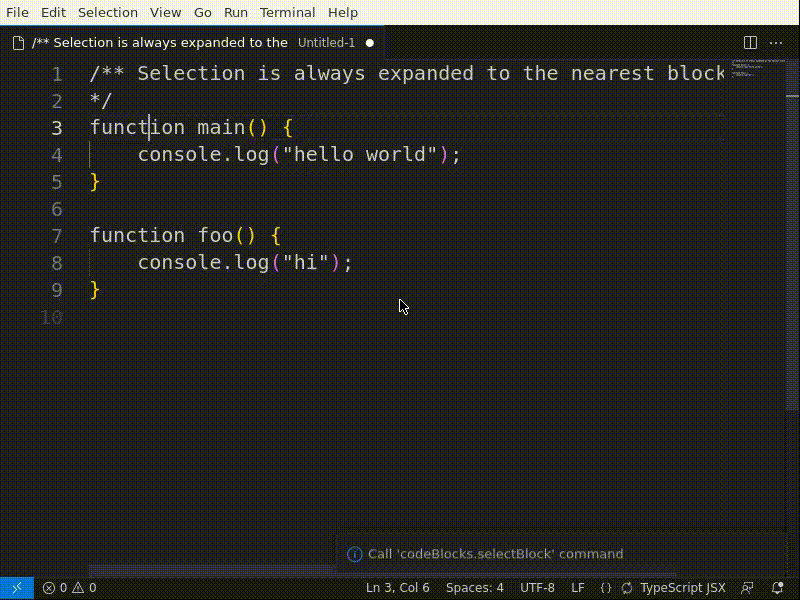 File Edit Selection View Go Run Terminal Help
/** Selection is always expanded to the Untitled-1
1 /** Selection is always expanded to the nearest block
2 */
3 function main() {
4 console.log("hello world");
5 }
6
7 function foo() {
8 console.log("hi");
9 }
10
Call 'codeBlocks.selectBlock' command
0 0 Ln 3, Col 6 Spaces: 4 UTF-8 LF {} TypeScript JSX